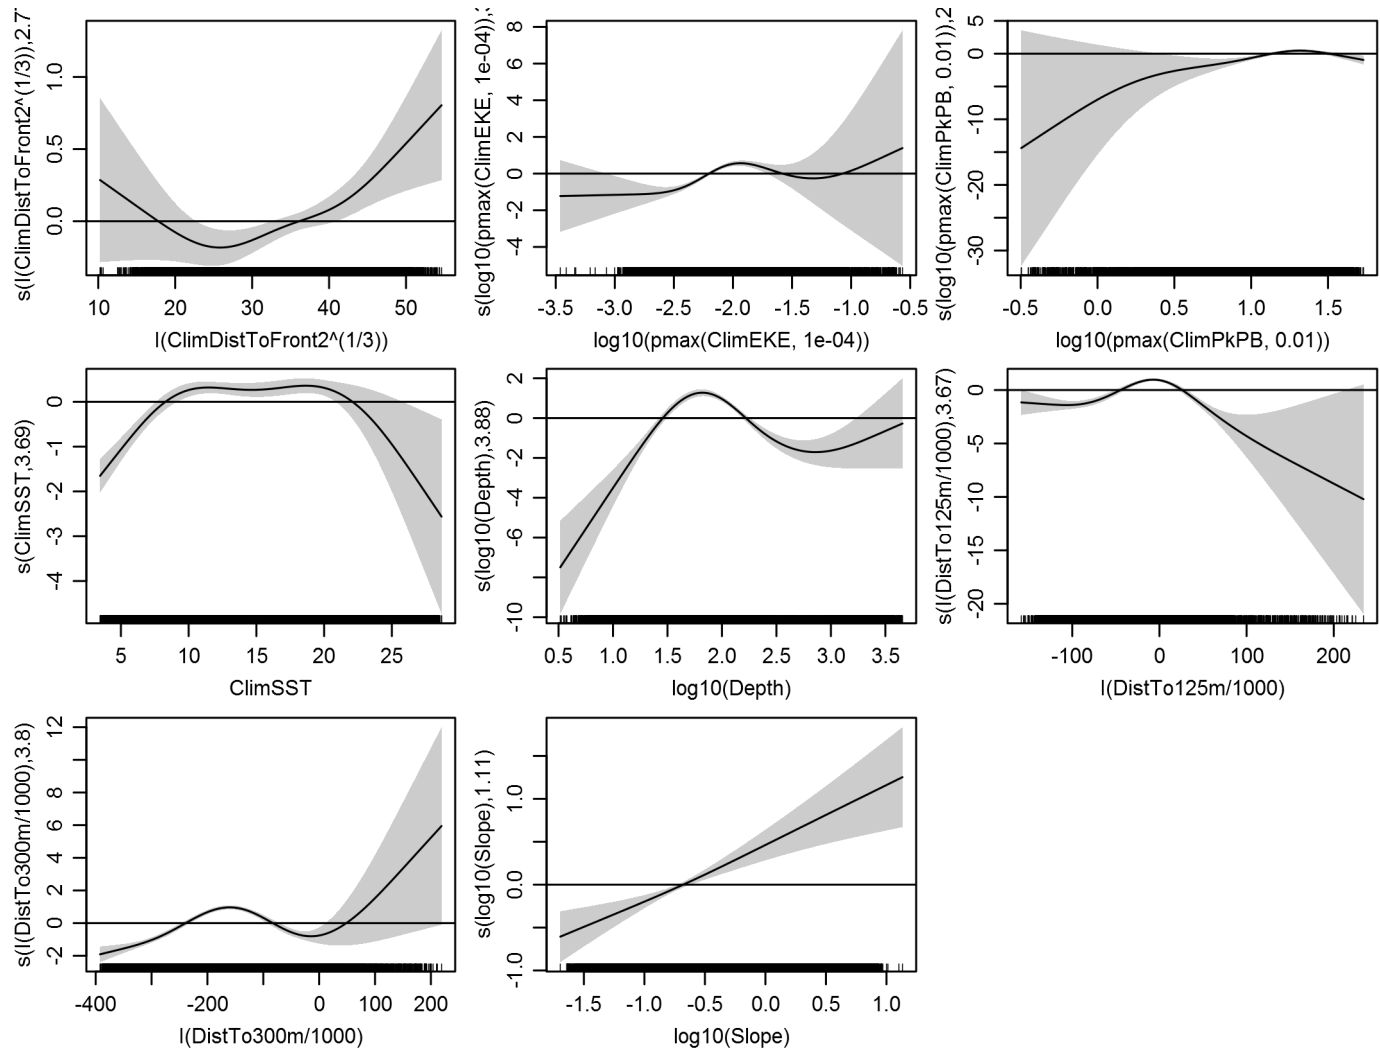 s(I(ClimDistToFront2^(1/3)),2.7
0.0 0.5 1.0
10 20 30 40 50
I(ClimDistToFront2^(1/3))
s(log10(pmax(ClimEKE, 1e-04)),
-4 -2 0 2 4 6 8
-3.5 -3.0 -2.5 -2.0 -1.5 -1.0 -0.5
log10(pmax(ClimEKE, 1e-04))
s(log10(pmax(ClimPkPB, 0.01)),2
-30 -20 -10 0 5
-0.5 0.0 0.5 1.0 1.5
log10(pmax(ClimPkPB, 0.01))
s(ClimSST,3.69)
-4 -3 -2 -1 0
5 10 15 20 25
ClimSST
s(log10(Depth),3.88)
-10 -6 -4 -2 0 2
0.5 1.0 1.5 2.0 2.5 3.0 3.5
log10(Depth)
s(I(DistTo125m/1000),3.67)
-20 -15 -10 -5 0
-100 0 100 200
I(DistTo125m/1000)
s(I(DistTo300m/1000),3.8)
-2 0 2 4 6 8 10 12
-400 -200 0 100 200
I(DistTo300m/1000)
s(log10(Slope),1.11)
-1.0 0.0 1.0
-1.5 -1.0 -0.5 0.0 0.5 1.0
log10(Slope)